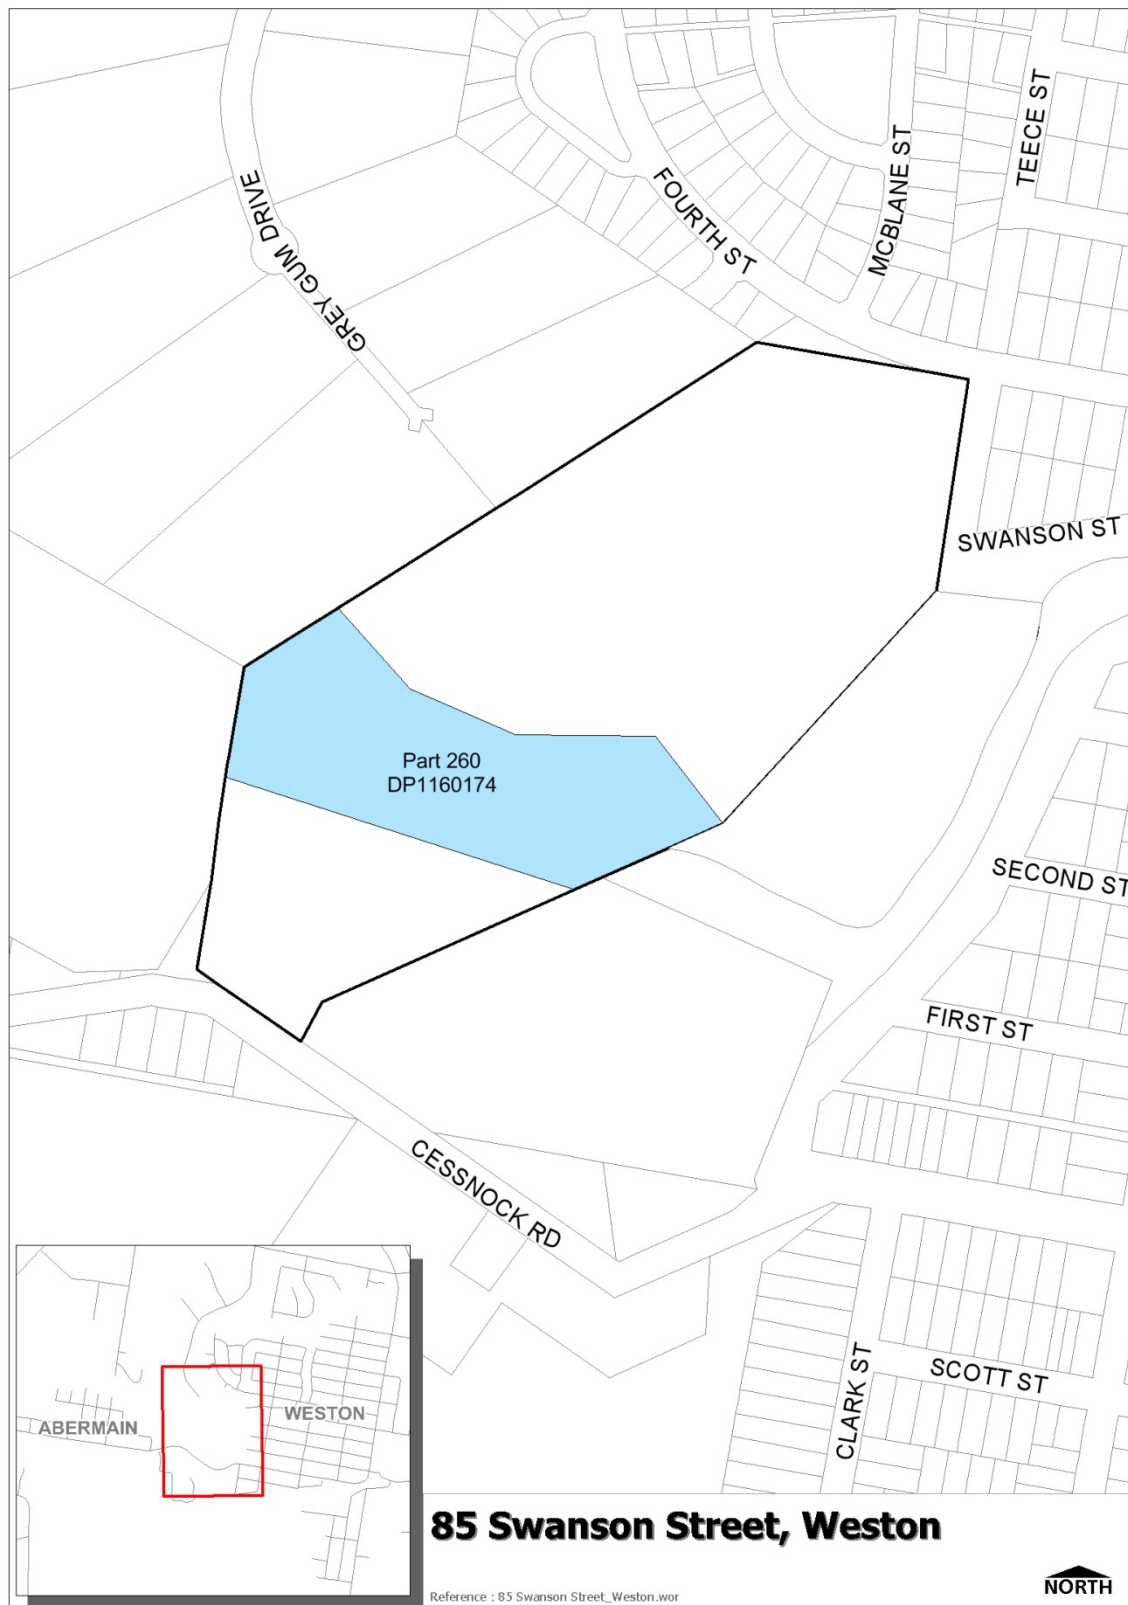 TEECE ST
MCBLANE ST
FOURTH ST
GREY GUM DRIVE
SWANSON ST
Part 260
DP1160174
SECOND ST
FIRST ST
CESSNOCK RD
SCOTT ST
CLARK ST
ABERMAIN
WESTON
85 Swanson Street, Weston
Reference : 85 Swanson Street_Weston.wor
NORTH